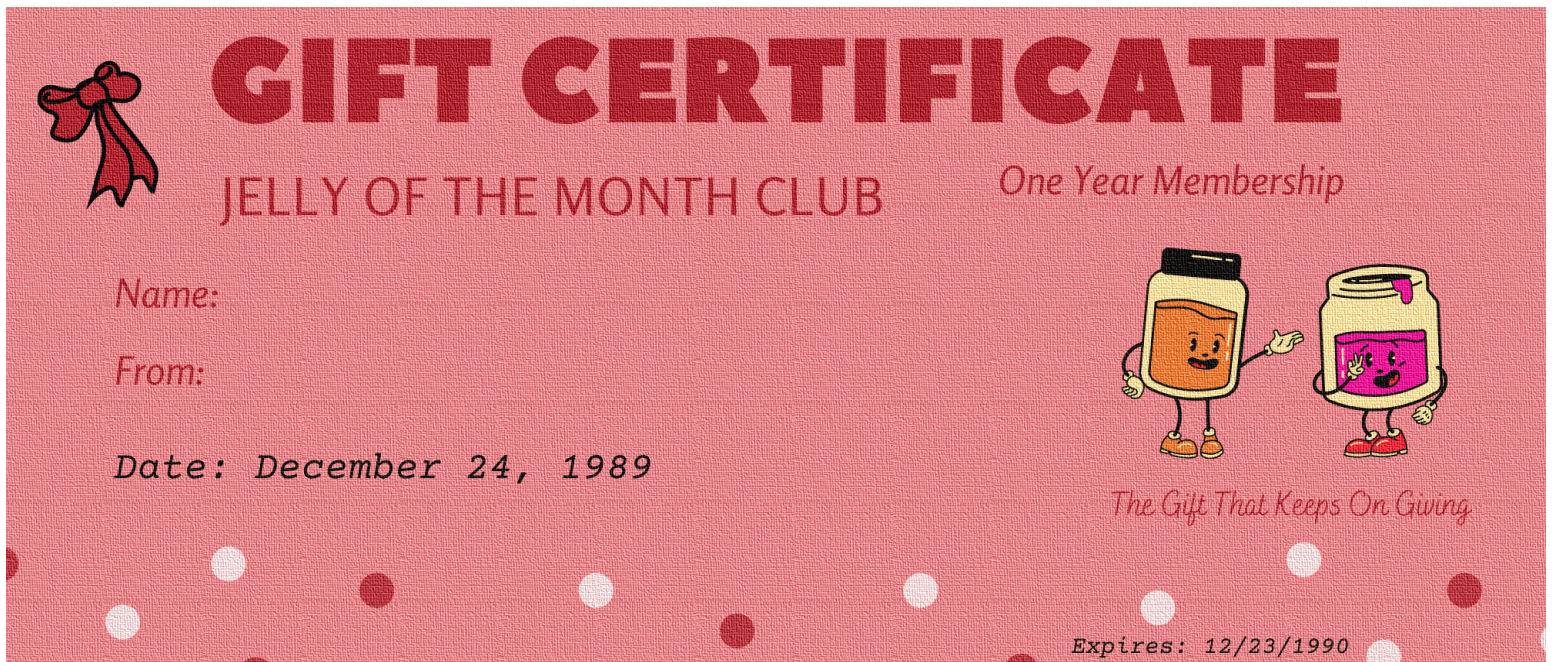 GIFT CERTIFICATE
JELLY OF THE MONTH CLUB
One Year Membership
Name:
From:
Date: December 24, 1989
The Gift That Keeps On Giving
Expires: 12/23/1990